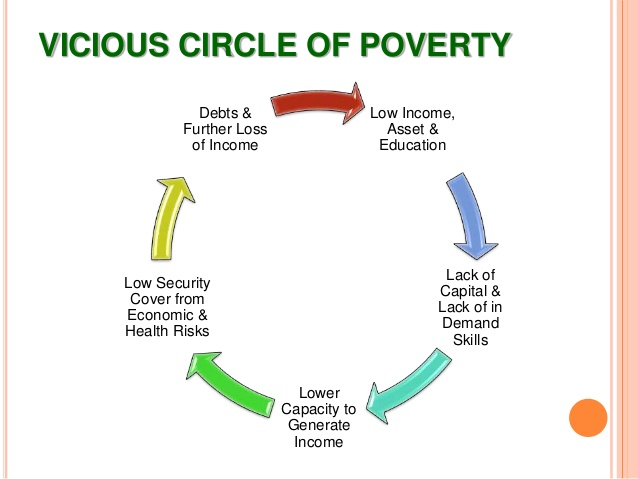 VICIOUS CIRCLE OF POVERTY
Debts &
Further Loss
of Income
Low Income,
Asset &
Education
Lack of
Capital &
Lack of in
Demand
Skills
Lower
Capacity to
Generate
Income
Low Security
Cover from
Economic &
Health Risks